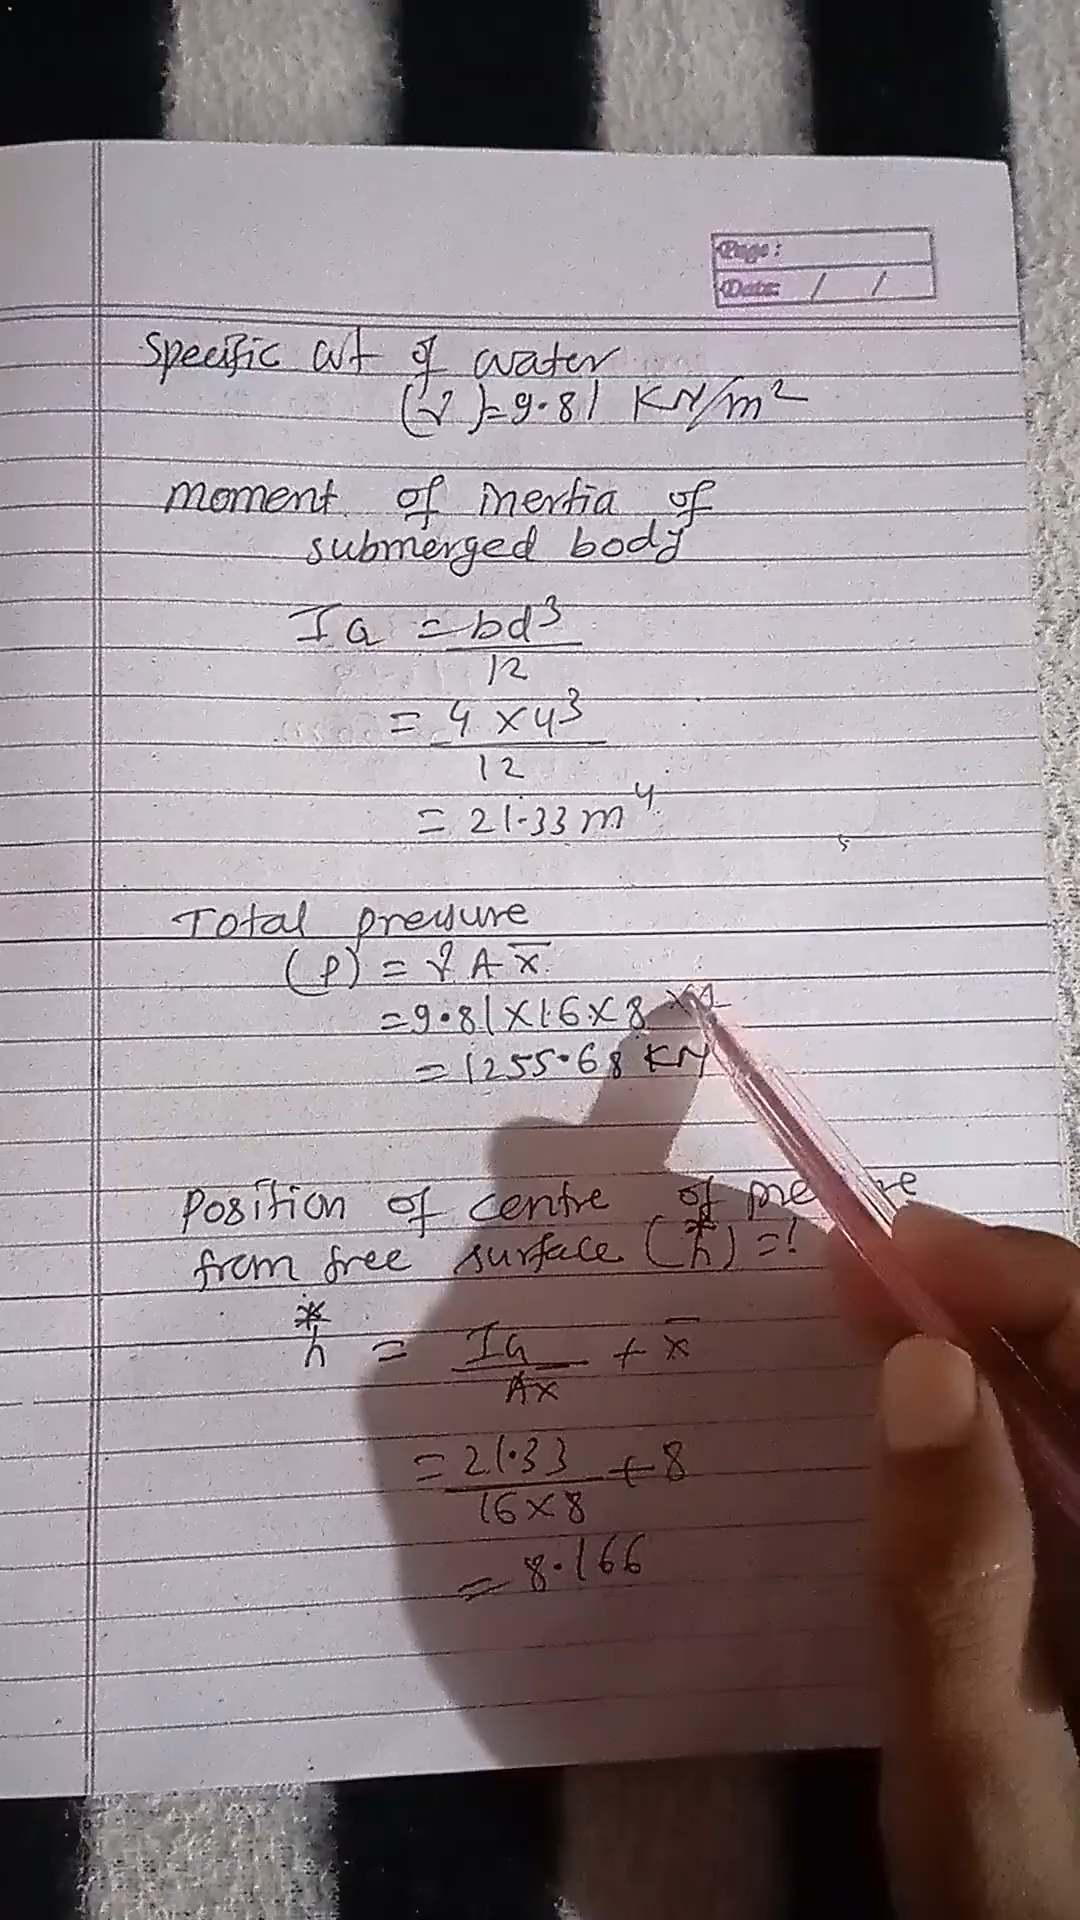 Page:
Date: / /
Specific wt of water
(γ)=9.81 KN/m²
moment of inertia of
submerged body
IG = bd³
12
= 4 × 4³
12
= 21.33 m⁴
Total pressure
(P) = γ A x̅
=9.81×16×8
= 1255.68 KN
Position of centre of
from free surface (h*) =!
h* = IG + x̅
Ax
= 21.33 + 8
16×8
= 8.166